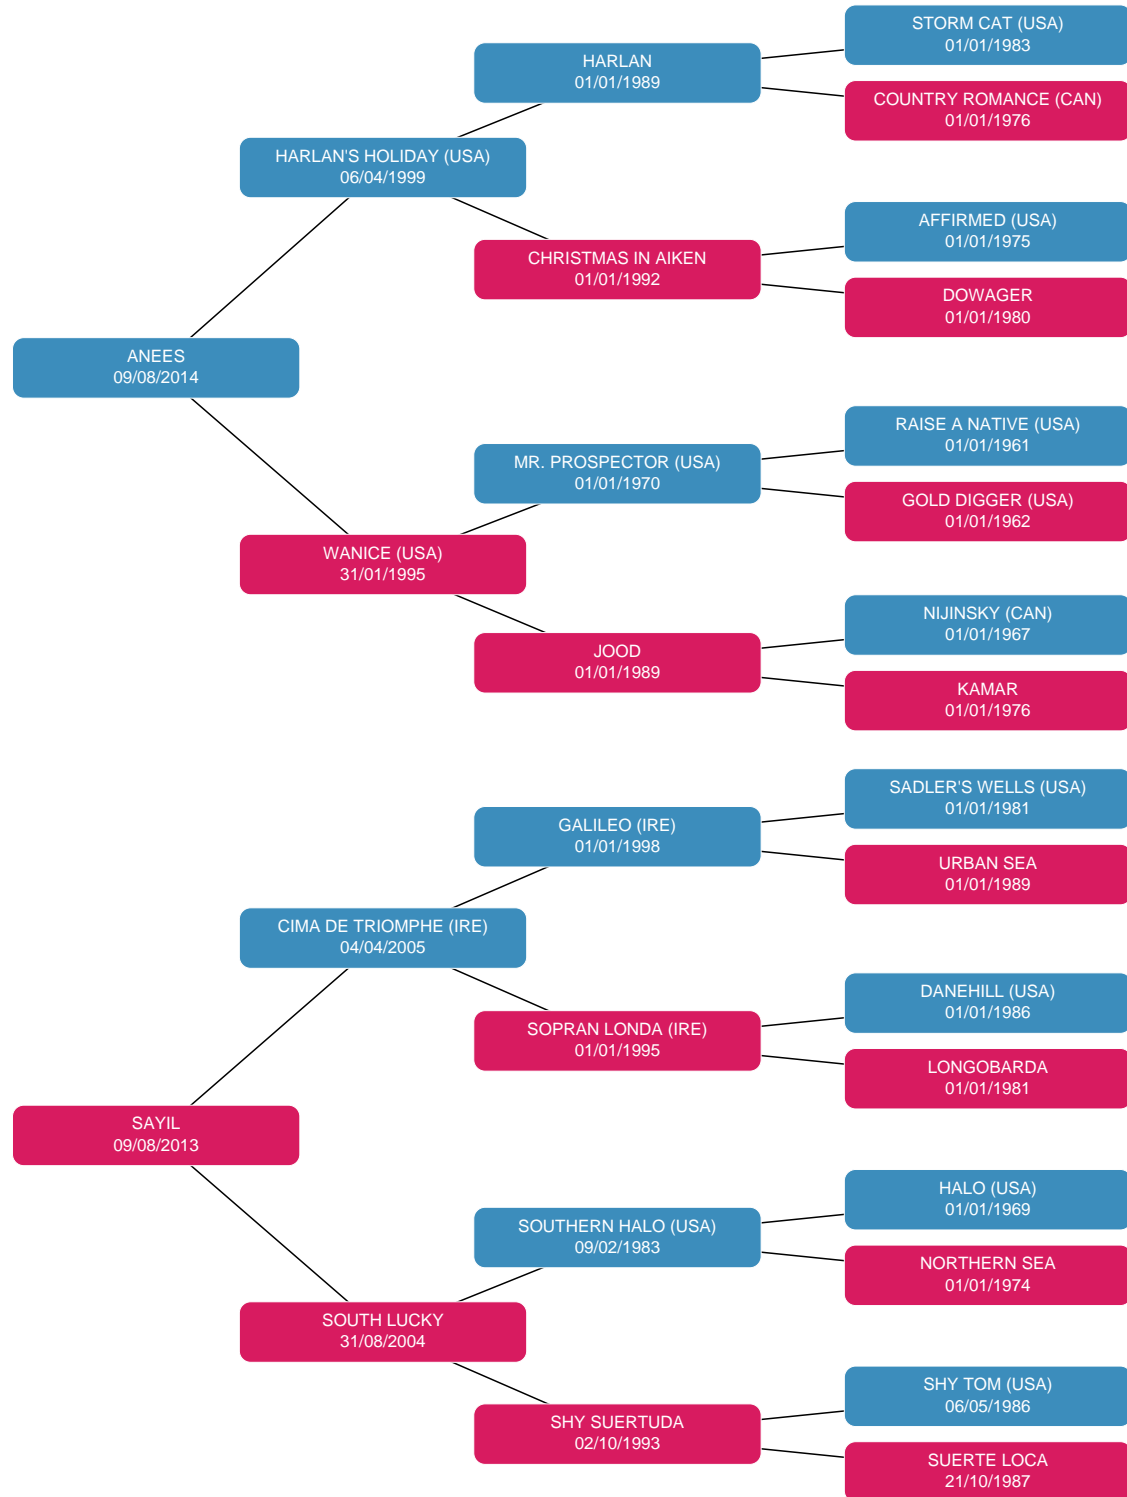 STORM CAT (USA)
01/01/1983
HARLAN
01/01/1989
COUNTRY ROMANCE (CAN)
01/01/1976
HARLAN'S HOLIDAY (USA)
06/04/1999
AFFIRMED (USA)
01/01/1975
CHRISTMAS IN AIKEN
01/01/1992
DOWAGER
01/01/1980
ANEES
09/08/2014
RAISE A NATIVE (USA)
01/01/1961
MR. PROSPECTOR (USA)
01/01/1970
GOLD DIGGER (USA)
01/01/1962
WANICE (USA)
31/01/1995
NIJINSKY (CAN)
01/01/1967
JOOD
01/01/1989
KAMAR
01/01/1976
SADLER'S WELLS (USA)
01/01/1981
GALILEO (IRE)
01/01/1998
URBAN SEA
01/01/1989
CIMA DE TRIOMPHE (IRE)
04/04/2005
DANEHILL (USA)
01/01/1986
SOPRAN LONDA (IRE)
01/01/1995
LONGOBARDA
01/01/1981
SAYIL
09/08/2013
HALO (USA)
01/01/1969
SOUTHERN HALO (USA)
09/02/1983
NORTHERN SEA
01/01/1974
SOUTH LUCKY
31/08/2004
SHY TOM (USA)
06/05/1986
SHY SUERTUDA
02/10/1993
SUERTE LOCA
21/10/1987